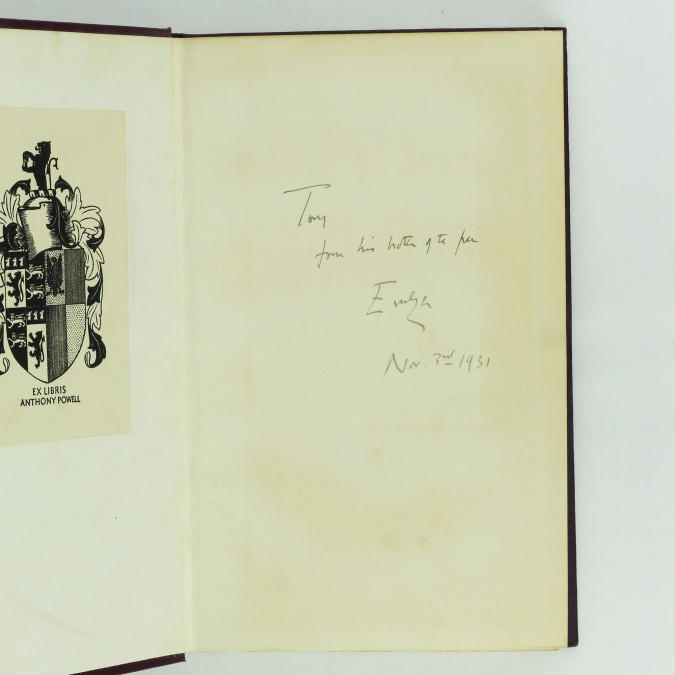 EX LIBRIS
ANTHONY POWELL
Tony
from his brother of the pen
Evelyn
Nov. 3rd 1931